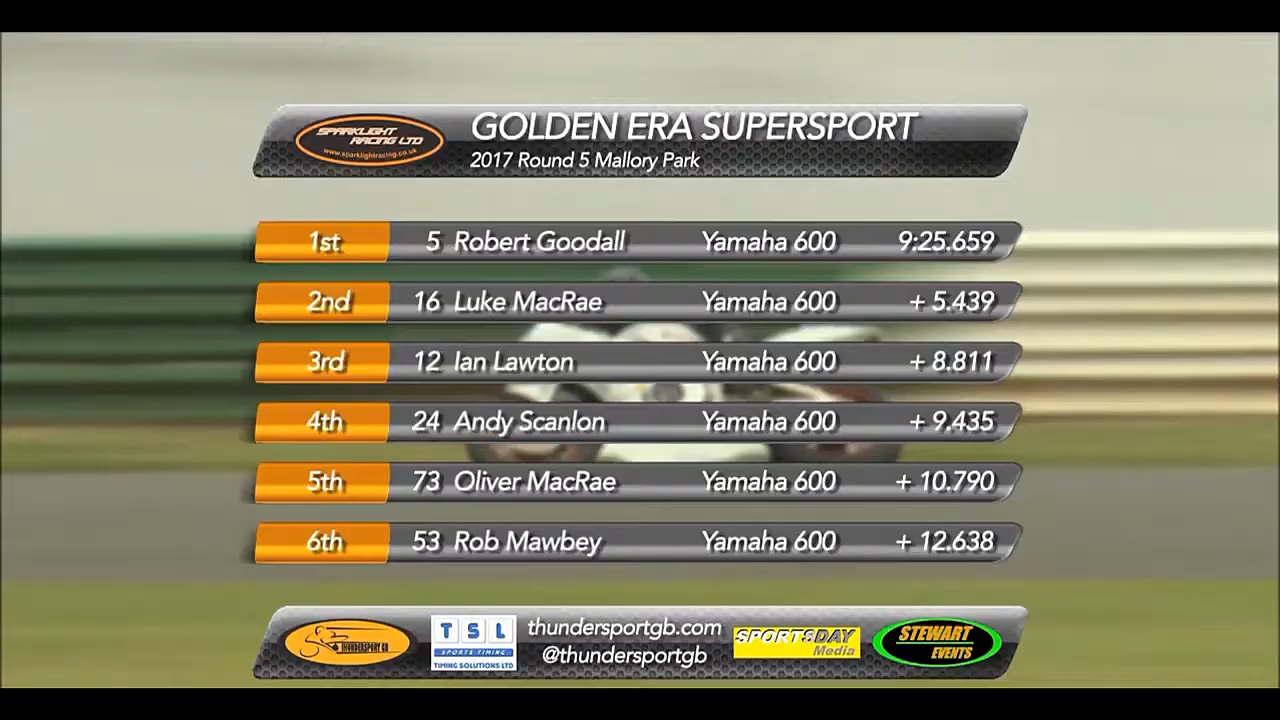 SPARKLIGHT
RACING LTD
www.sparklightracing.co.uk
GOLDEN ERA SUPERSPORT
2017 Round 5 Mallory Park
1st 5 Robert Goodall Yamaha 600 9:25.659
2nd 16 Luke MacRae Yamaha 600 + 5.439
3rd 12 Ian Lawton Yamaha 600 + 8.811
4th 24 Andy Scanlon Yamaha 600 + 9.435
5th 73 Oliver MacRae Yamaha 600 + 10.790
6th 53 Rob Mawbey Yamaha 600 + 12.638
THUNDERSPORT GB
T S L
SPORTS TIMING
TIMING SOLUTIONS LTD
thundersportgb.com
@thundersportgb
SPORTSDAY
Media
STEWART
EVENTS